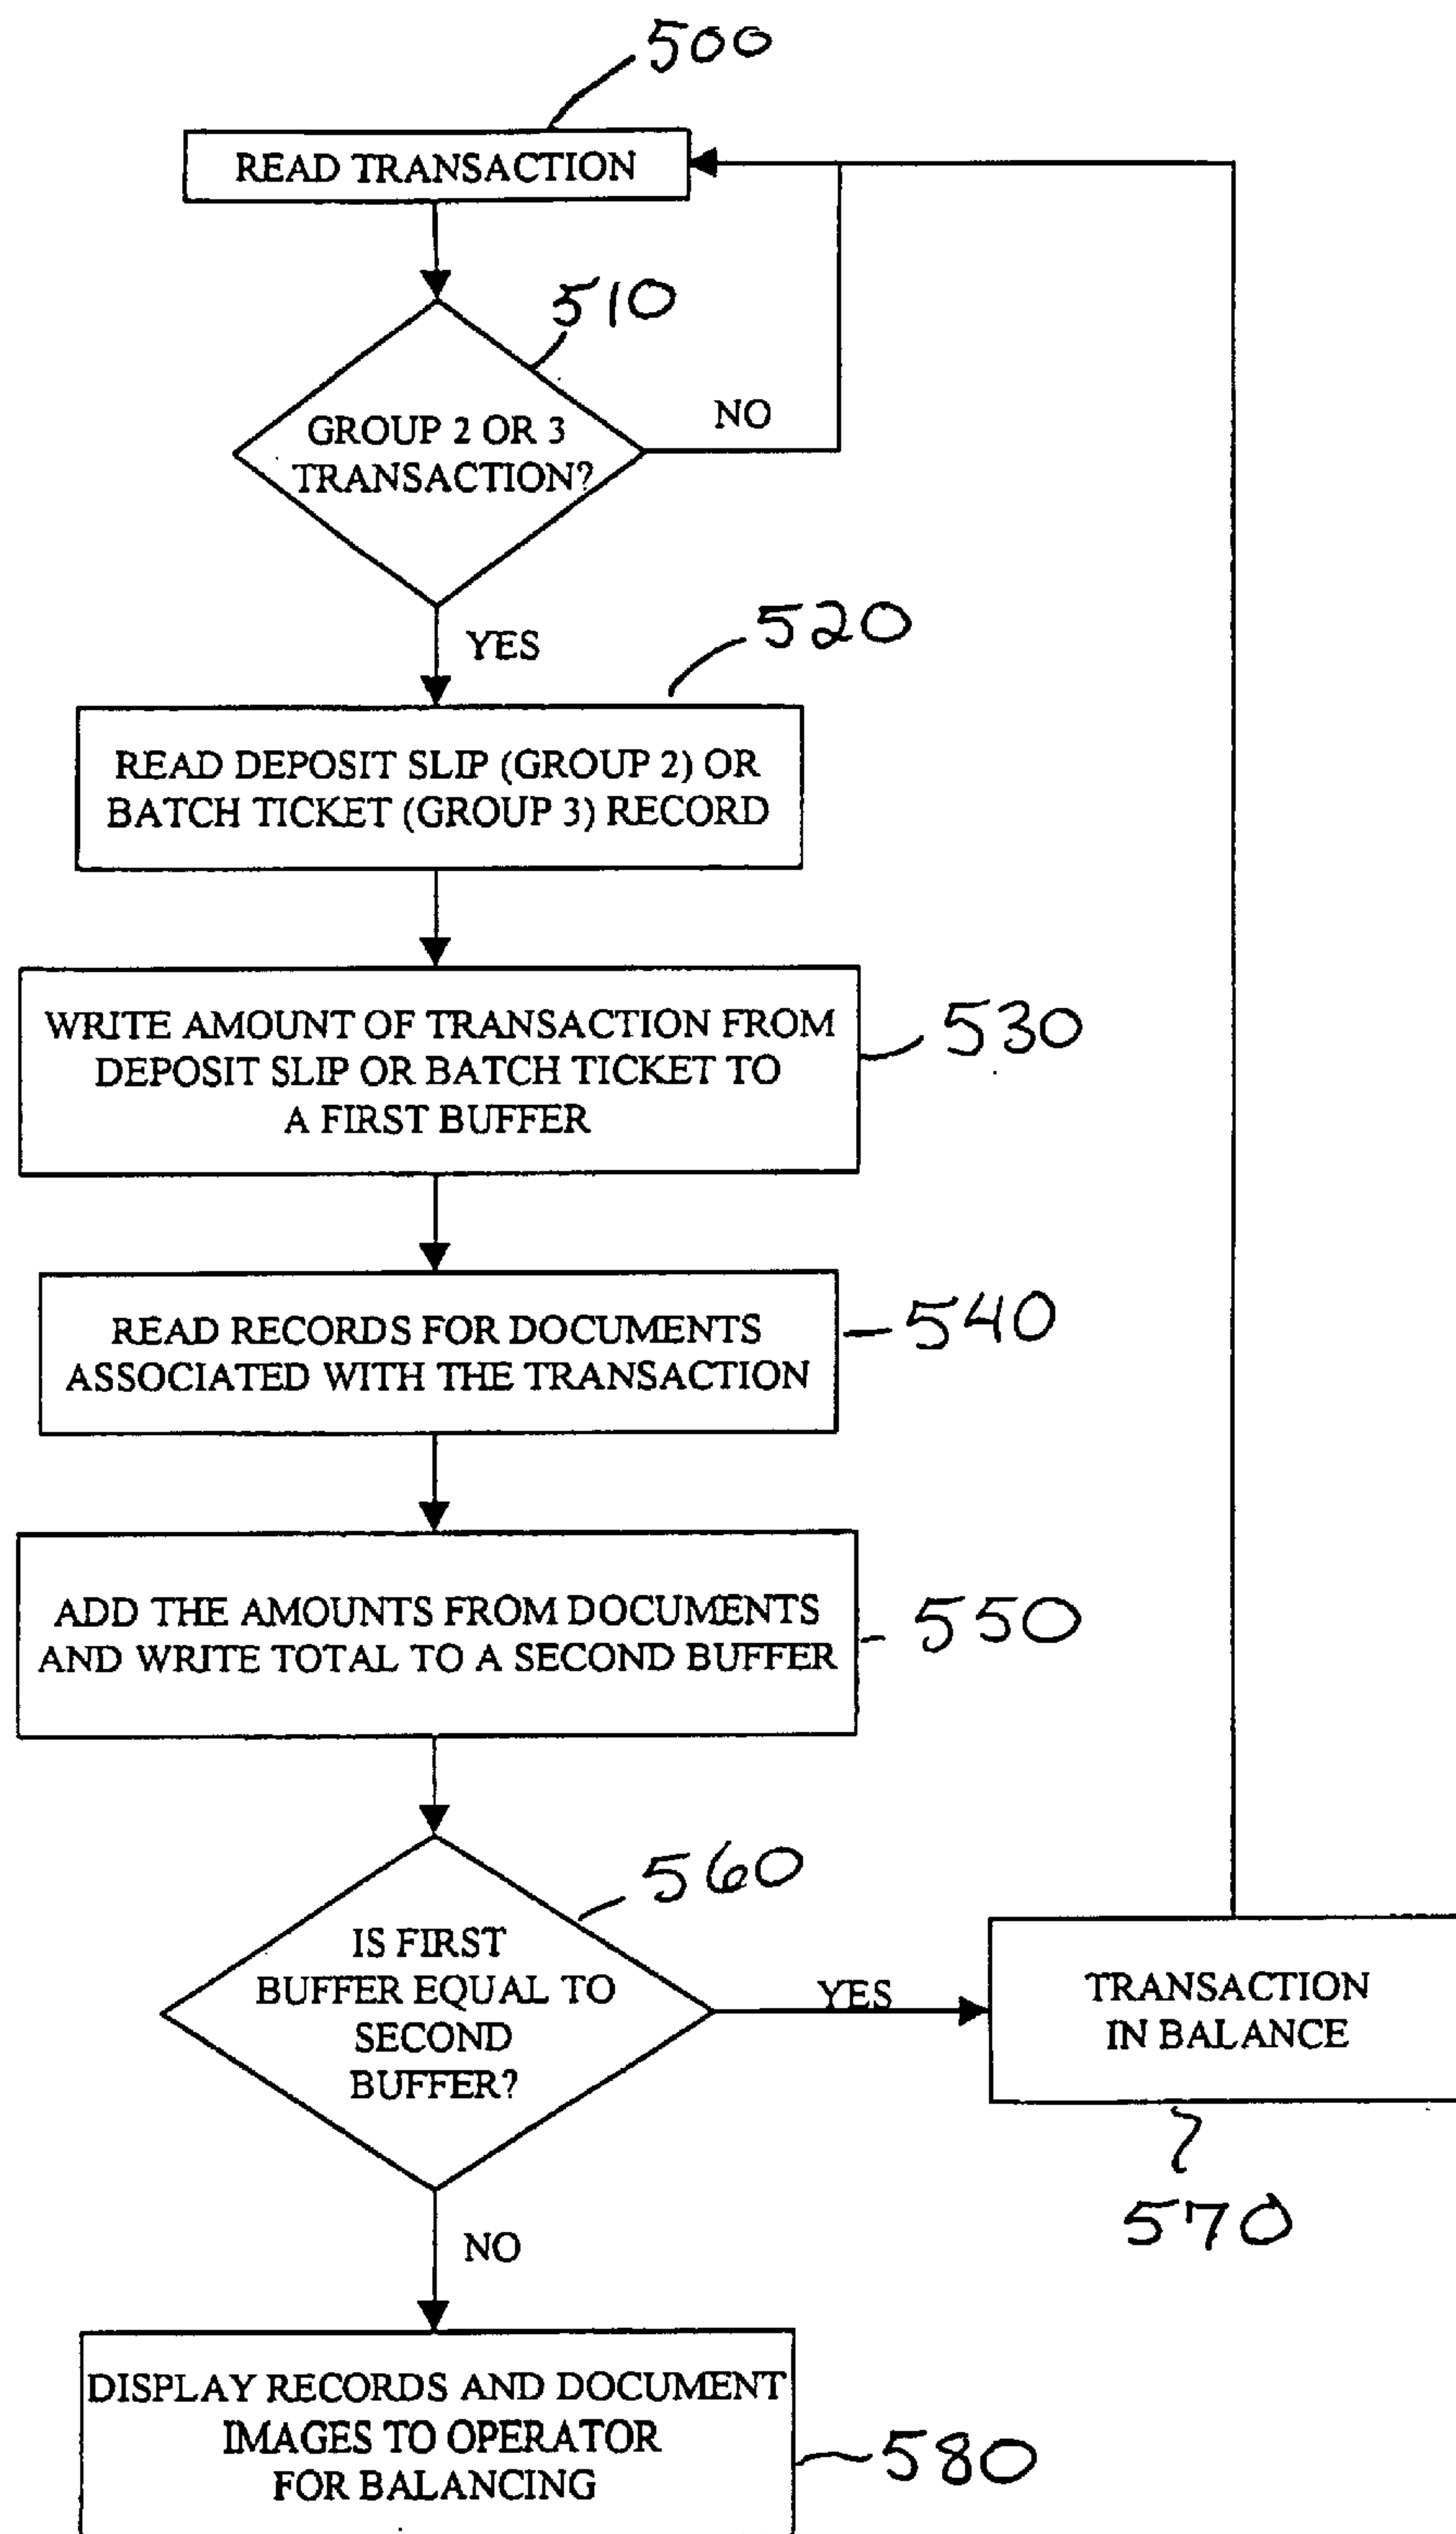 500
READ TRANSACTION
510
GROUP 2 OR 3
TRANSACTION?
NO
YES
520
READ DEPOSIT SLIP (GROUP 2) OR
BATCH TICKET (GROUP 3) RECORD
WRITE AMOUNT OF TRANSACTION FROM
DEPOSIT SLIP OR BATCH TICKET TO
A FIRST BUFFER
530
READ RECORDS FOR DOCUMENTS
ASSOCIATED WITH THE TRANSACTION
540
ADD THE AMOUNTS FROM DOCUMENTS
AND WRITE TOTAL TO A SECOND BUFFER
550
560
IS FIRST
BUFFER EQUAL TO
SECOND
BUFFER?
YES
TRANSACTION
IN BALANCE
570
NO
DISPLAY RECORDS AND DOCUMENT
IMAGES TO OPERATOR
FOR BALANCING
580